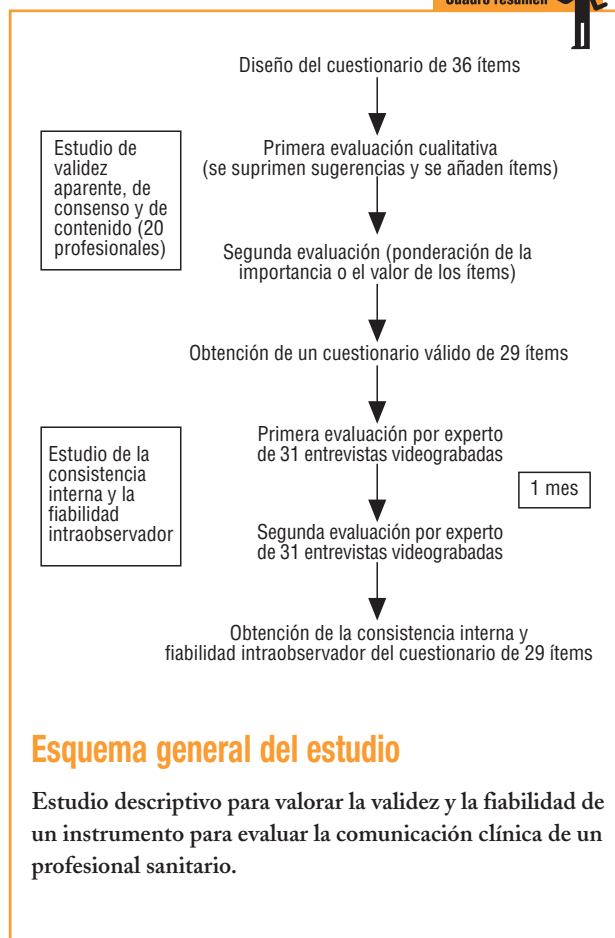 Cuadro resumen
Diseño del cuestionario de 36 ítems
Estudio de
validez
aparente, de
consenso y de
contenido (20
profesionales)
Primera evaluación cualitativa
(se suprimen sugerencias y se añaden ítems)
Segunda evaluación (ponderación de la
importancia o el valor de los ítems)
Obtención de un cuestionario válido de 29 ítems
Estudio de la
consistencia
interna y la
fiabilidad
intraobservador
Primera evaluación por experto
de 31 entrevistas videograbadas
1 mes
Segunda evaluación por experto
de 31 entrevistas videograbadas
Obtención de la consistencia interna y
fiabilidad intraobservador del cuestionario de 29 ítems
Esquema general del estudio
Estudio descriptivo para valorar la validez y la fiabilidad de
un instrumento para evaluar la comunicación clínica de un
profesional sanitario.